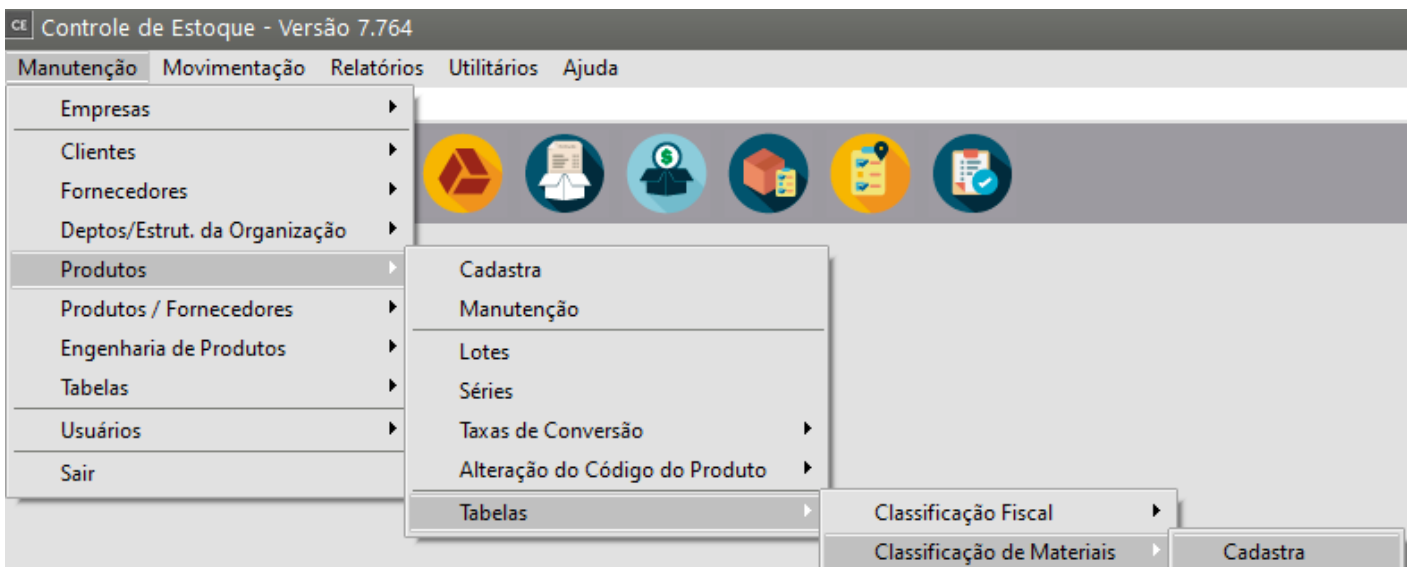 CE Controle de Estoque - Versão 7.764
Manutenção Movimentação Relatórios Utilitários Ajuda
Empresas
Clientes
Fornecedores
Deptos/Estrut. da Organização
Produtos
Produtos / Fornecedores
Engenharia de Produtos
Tabelas
Usuários
Sair
Cadastra
Manutenção
Lotes
Séries
Taxas de Conversão
Alteração do Código do Produto
Tabelas
Classificação Fiscal
Classificação de Materiais
Cadastra